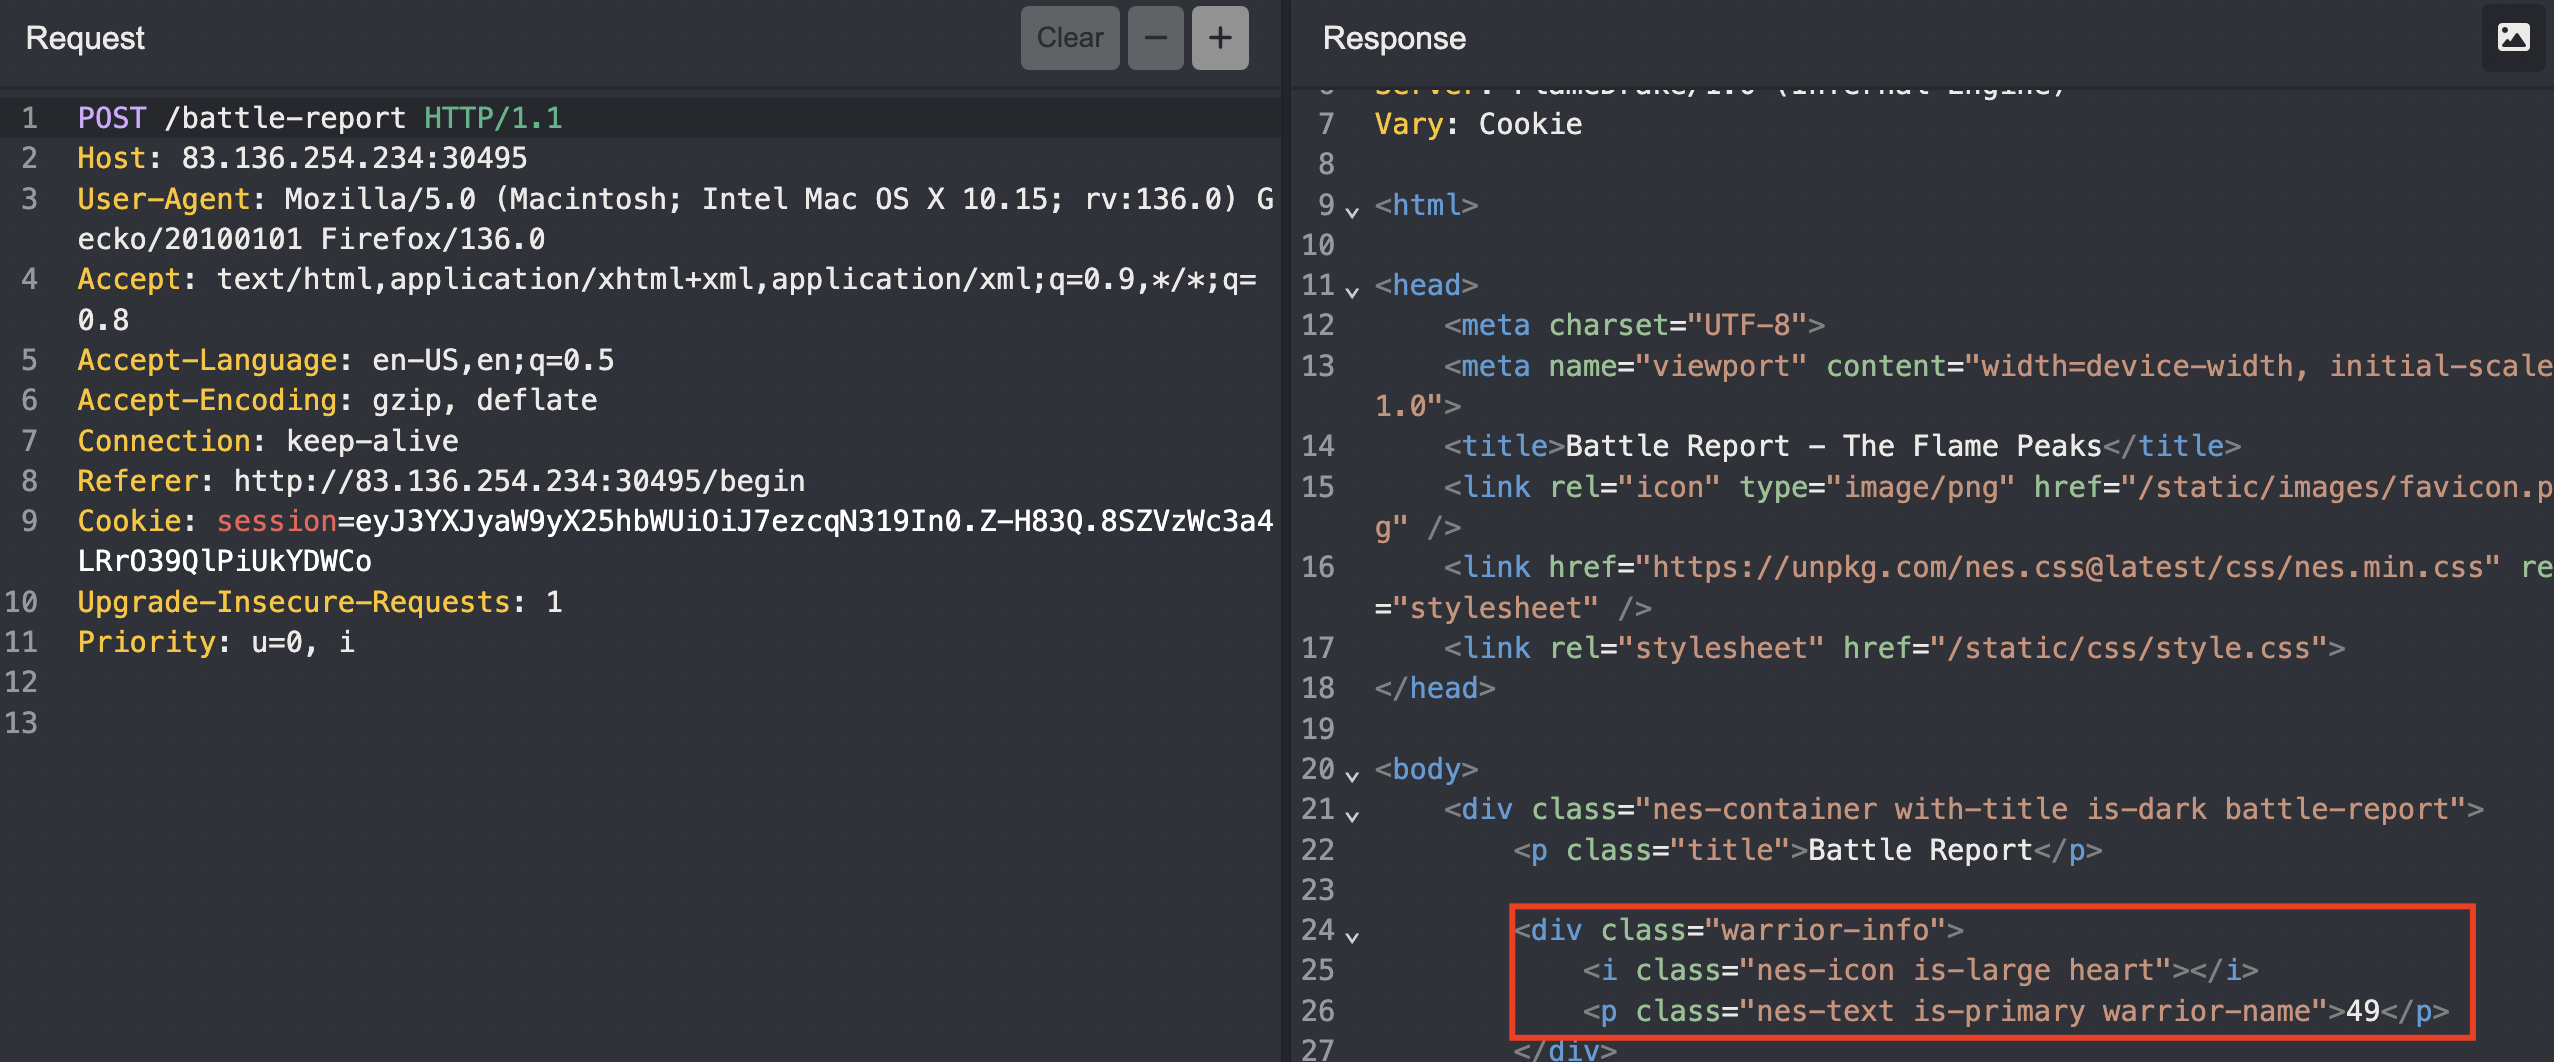 Request
Clear
1 POST /battle-report HTTP/1.1
2 Host: 83.136.254.234:30495
3 User-Agent: Mozilla/5.0 (Macintosh; Intel Mac OS X 10.15; rv:136.0) G
ecko/20100101 Firefox/136.0
4 Accept: text/html,application/xhtml+xml,application/xml;q=0.9,*/*;q=
0.8
5 Accept-Language: en-US,en;q=0.5
6 Accept-Encoding: gzip, deflate
7 Connection: keep-alive
8 Referer: http://83.136.254.234:30495/begin
9 Cookie: session=eyJ3YXJyaW9yX25hbWUiOiJ7ezcqN319In0.Z-H83Q.8SZVzWc3a4
LRrO39QlPiUkYDWCo
10 Upgrade-Insecure-Requests: 1
11 Priority: u=0, i
12
13
Response
6 Server: FlameDrake/1.0 (Infernal Engine)
7 Vary: Cookie
8
9 <html>
10
11 <head>
12 <meta charset="UTF-8">
13 <meta name="viewport" content="width=device-width, initial-scale
1.0">
14 <title>Battle Report - The Flame Peaks</title>
15 <link rel="icon" type="image/png" href="/static/images/favicon.p
g" />
16 <link href="https://unpkg.com/nes.css@latest/css/nes.min.css" re
="stylesheet" />
17 <link rel="stylesheet" href="/static/css/style.css">
18 </head>
19
20 <body>
21 <div class="nes-container with-title is-dark battle-report">
22 <p class="title">Battle Report</p>
23
24 <div class="warrior-info">
25 <i class="nes-icon is-large heart"></i>
26 <p class="nes-text is-primary warrior-name">49</p>
27 </div>